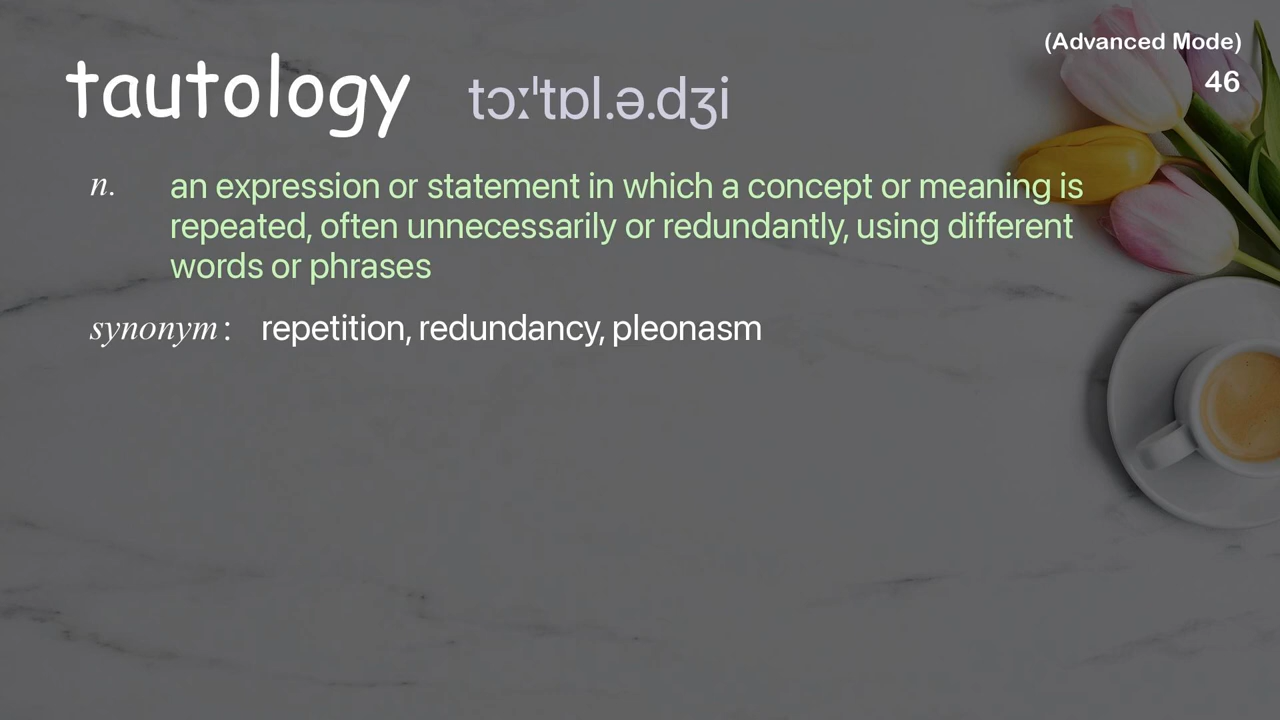 (Advanced Mode)
tautology tɔːˈtɒl.ə.dʒi
46
n. an expression or statement in which a concept or meaning is
repeated, often unnecessarily or redundantly, using different
words or phrases
synonym: repetition, redundancy, pleonasm